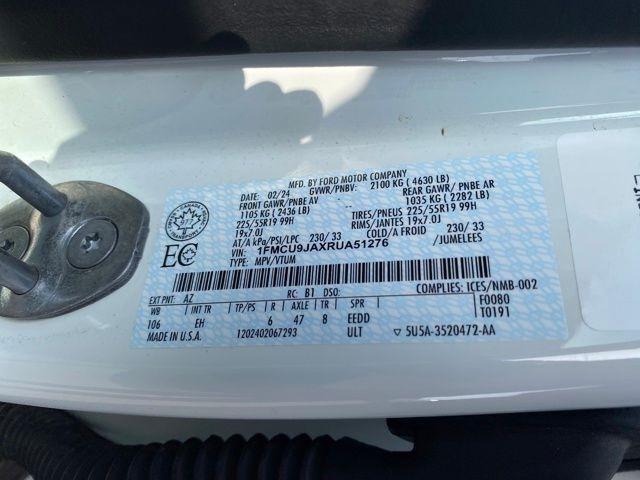 MFD. BY FORD MOTOR COMPANY
02/24 GVWR/PNBV: 2100 KG ( 4630 LB)
FRONT GAWR/PNBE AV REAR GAWR/ PNBE AR
1105 KG ( 2436 LB) 1035 KG ( 2282 LB)
225/55R19 99H TIRES/PNEUS 225/55R19 99H
19x7.0J RIMS/JANTES 19x7.0J
AT/A kPa/PSI/LPC 230/ 33 COLD/A FROID 230/ 33
VIN: 1FMCU9JAXRUA51276 /JUMELEES
TYPE: MPV/VTUM
EC
COMPLIES: ICES/NMB-002
EXT PNT: AZ RC: B1 DSO: F0080
WB INT TR TP/PS R AXLE TR SPR T0191
106 EH 6 47 8 EEDD
MADE IN U.S.A. 1202402067293 ULT 5U5A-3520472-AA